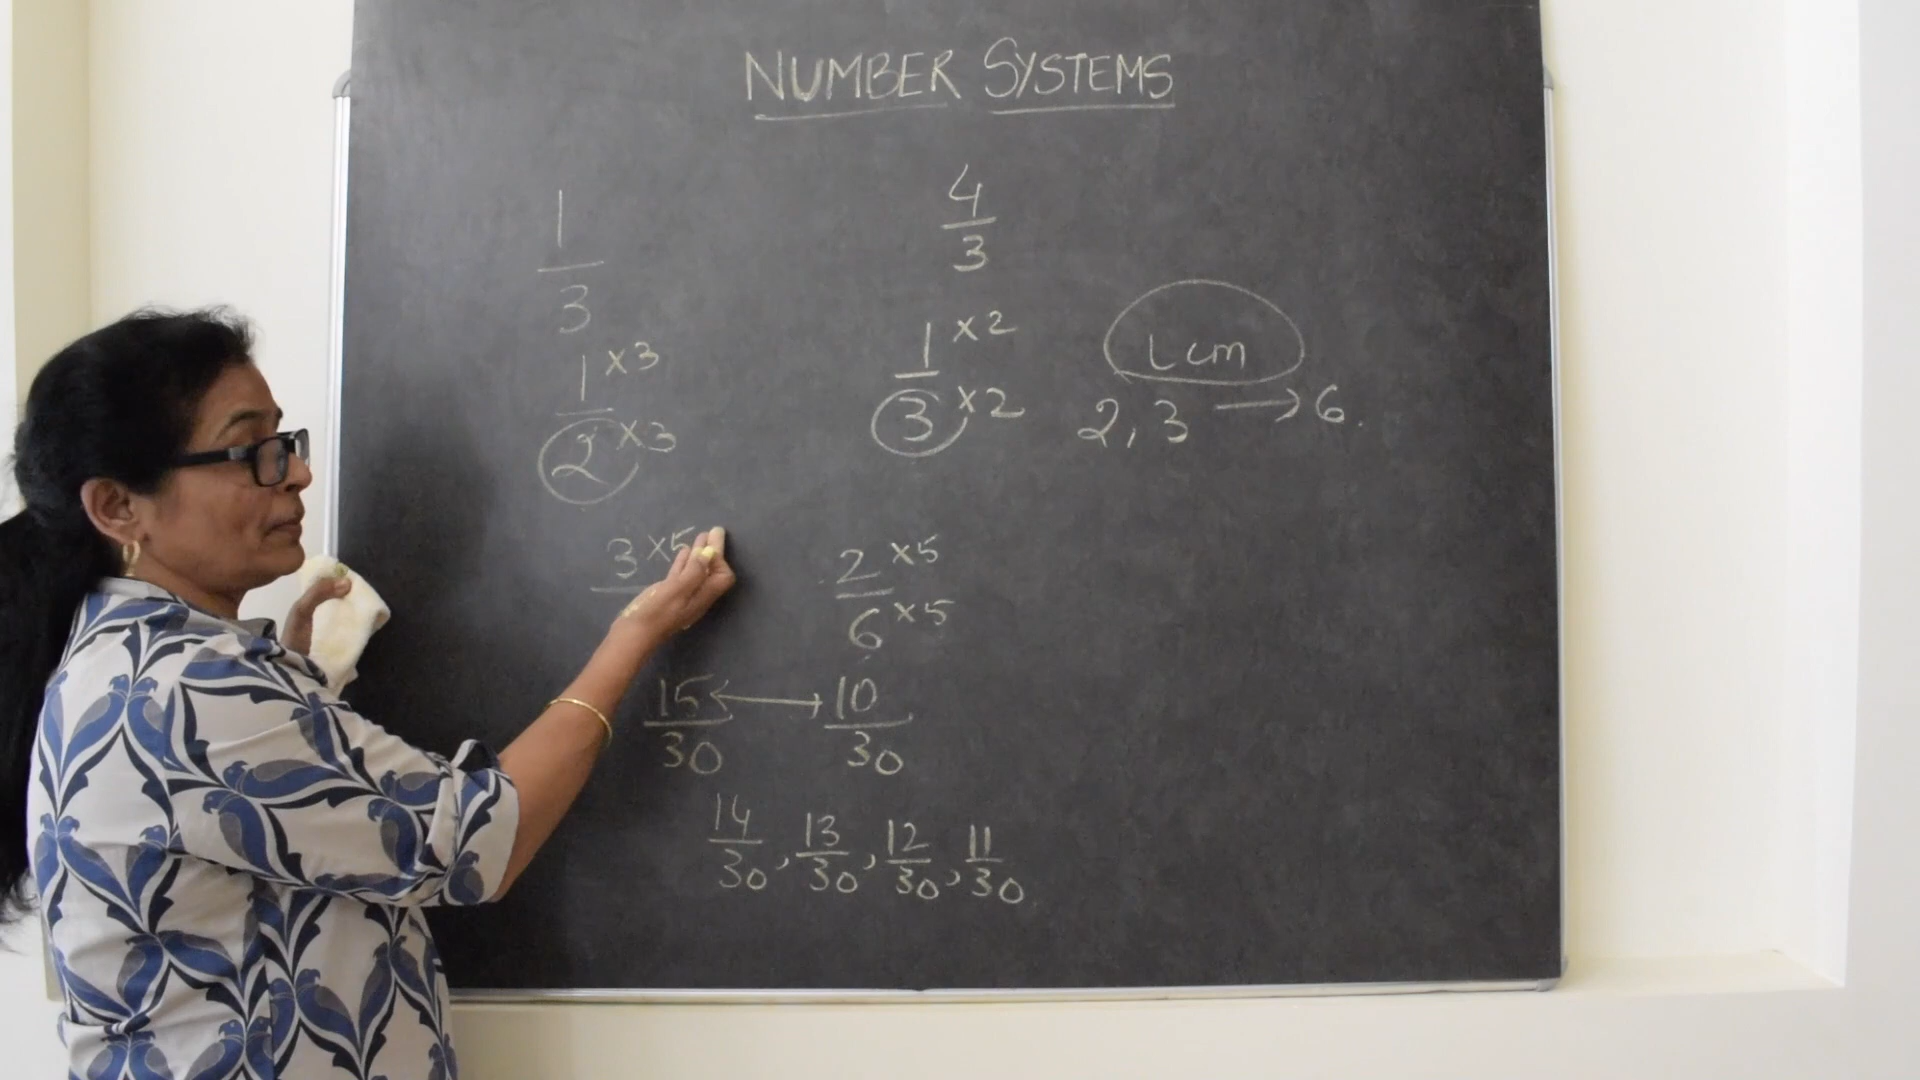 NUMBER SYSTEMS
1/3
4/3
1×3/2×3
1×2/3×2
Lcm
2, 3 → 6.
3×5
2×5/6×5
15/30 ↔ 10/30
14/30, 13/30, 12/30, 11/30